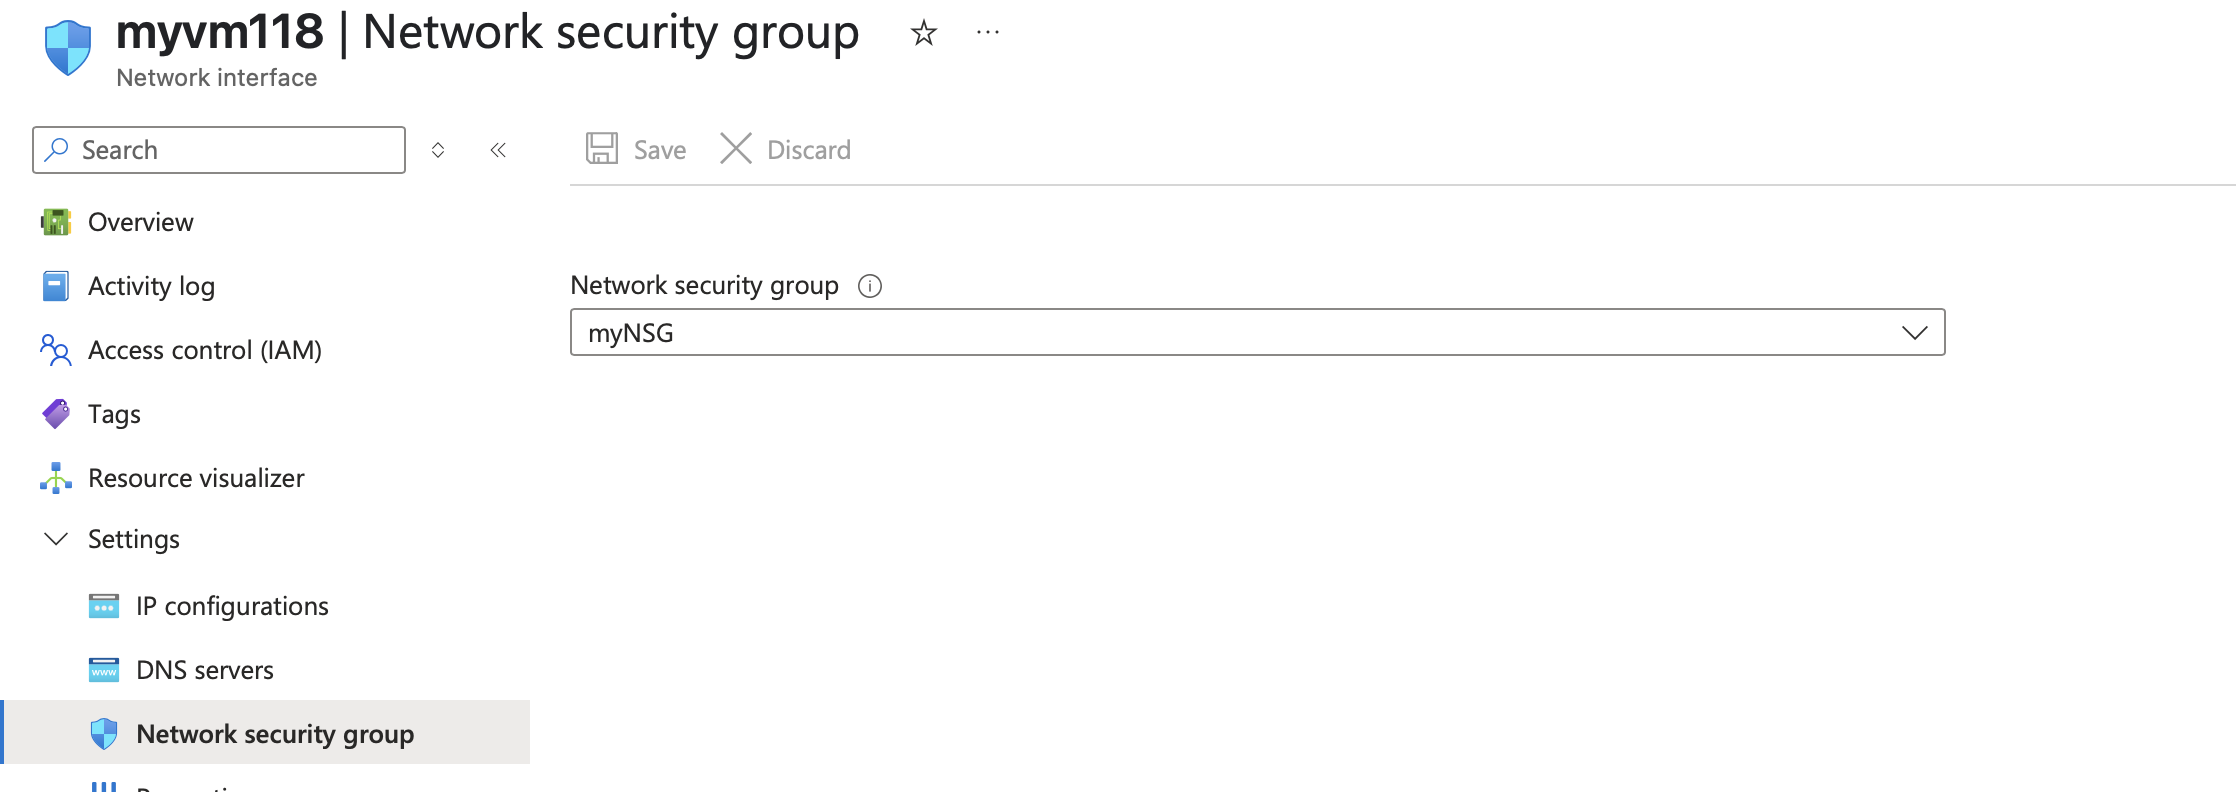 myvm118 | Network security group
Network interface
Search
Save
Discard
Overview
Activity log
Access control (IAM)
Tags
Resource visualizer
Settings
IP configurations
DNS servers
Network security group
Network security group
myNSG